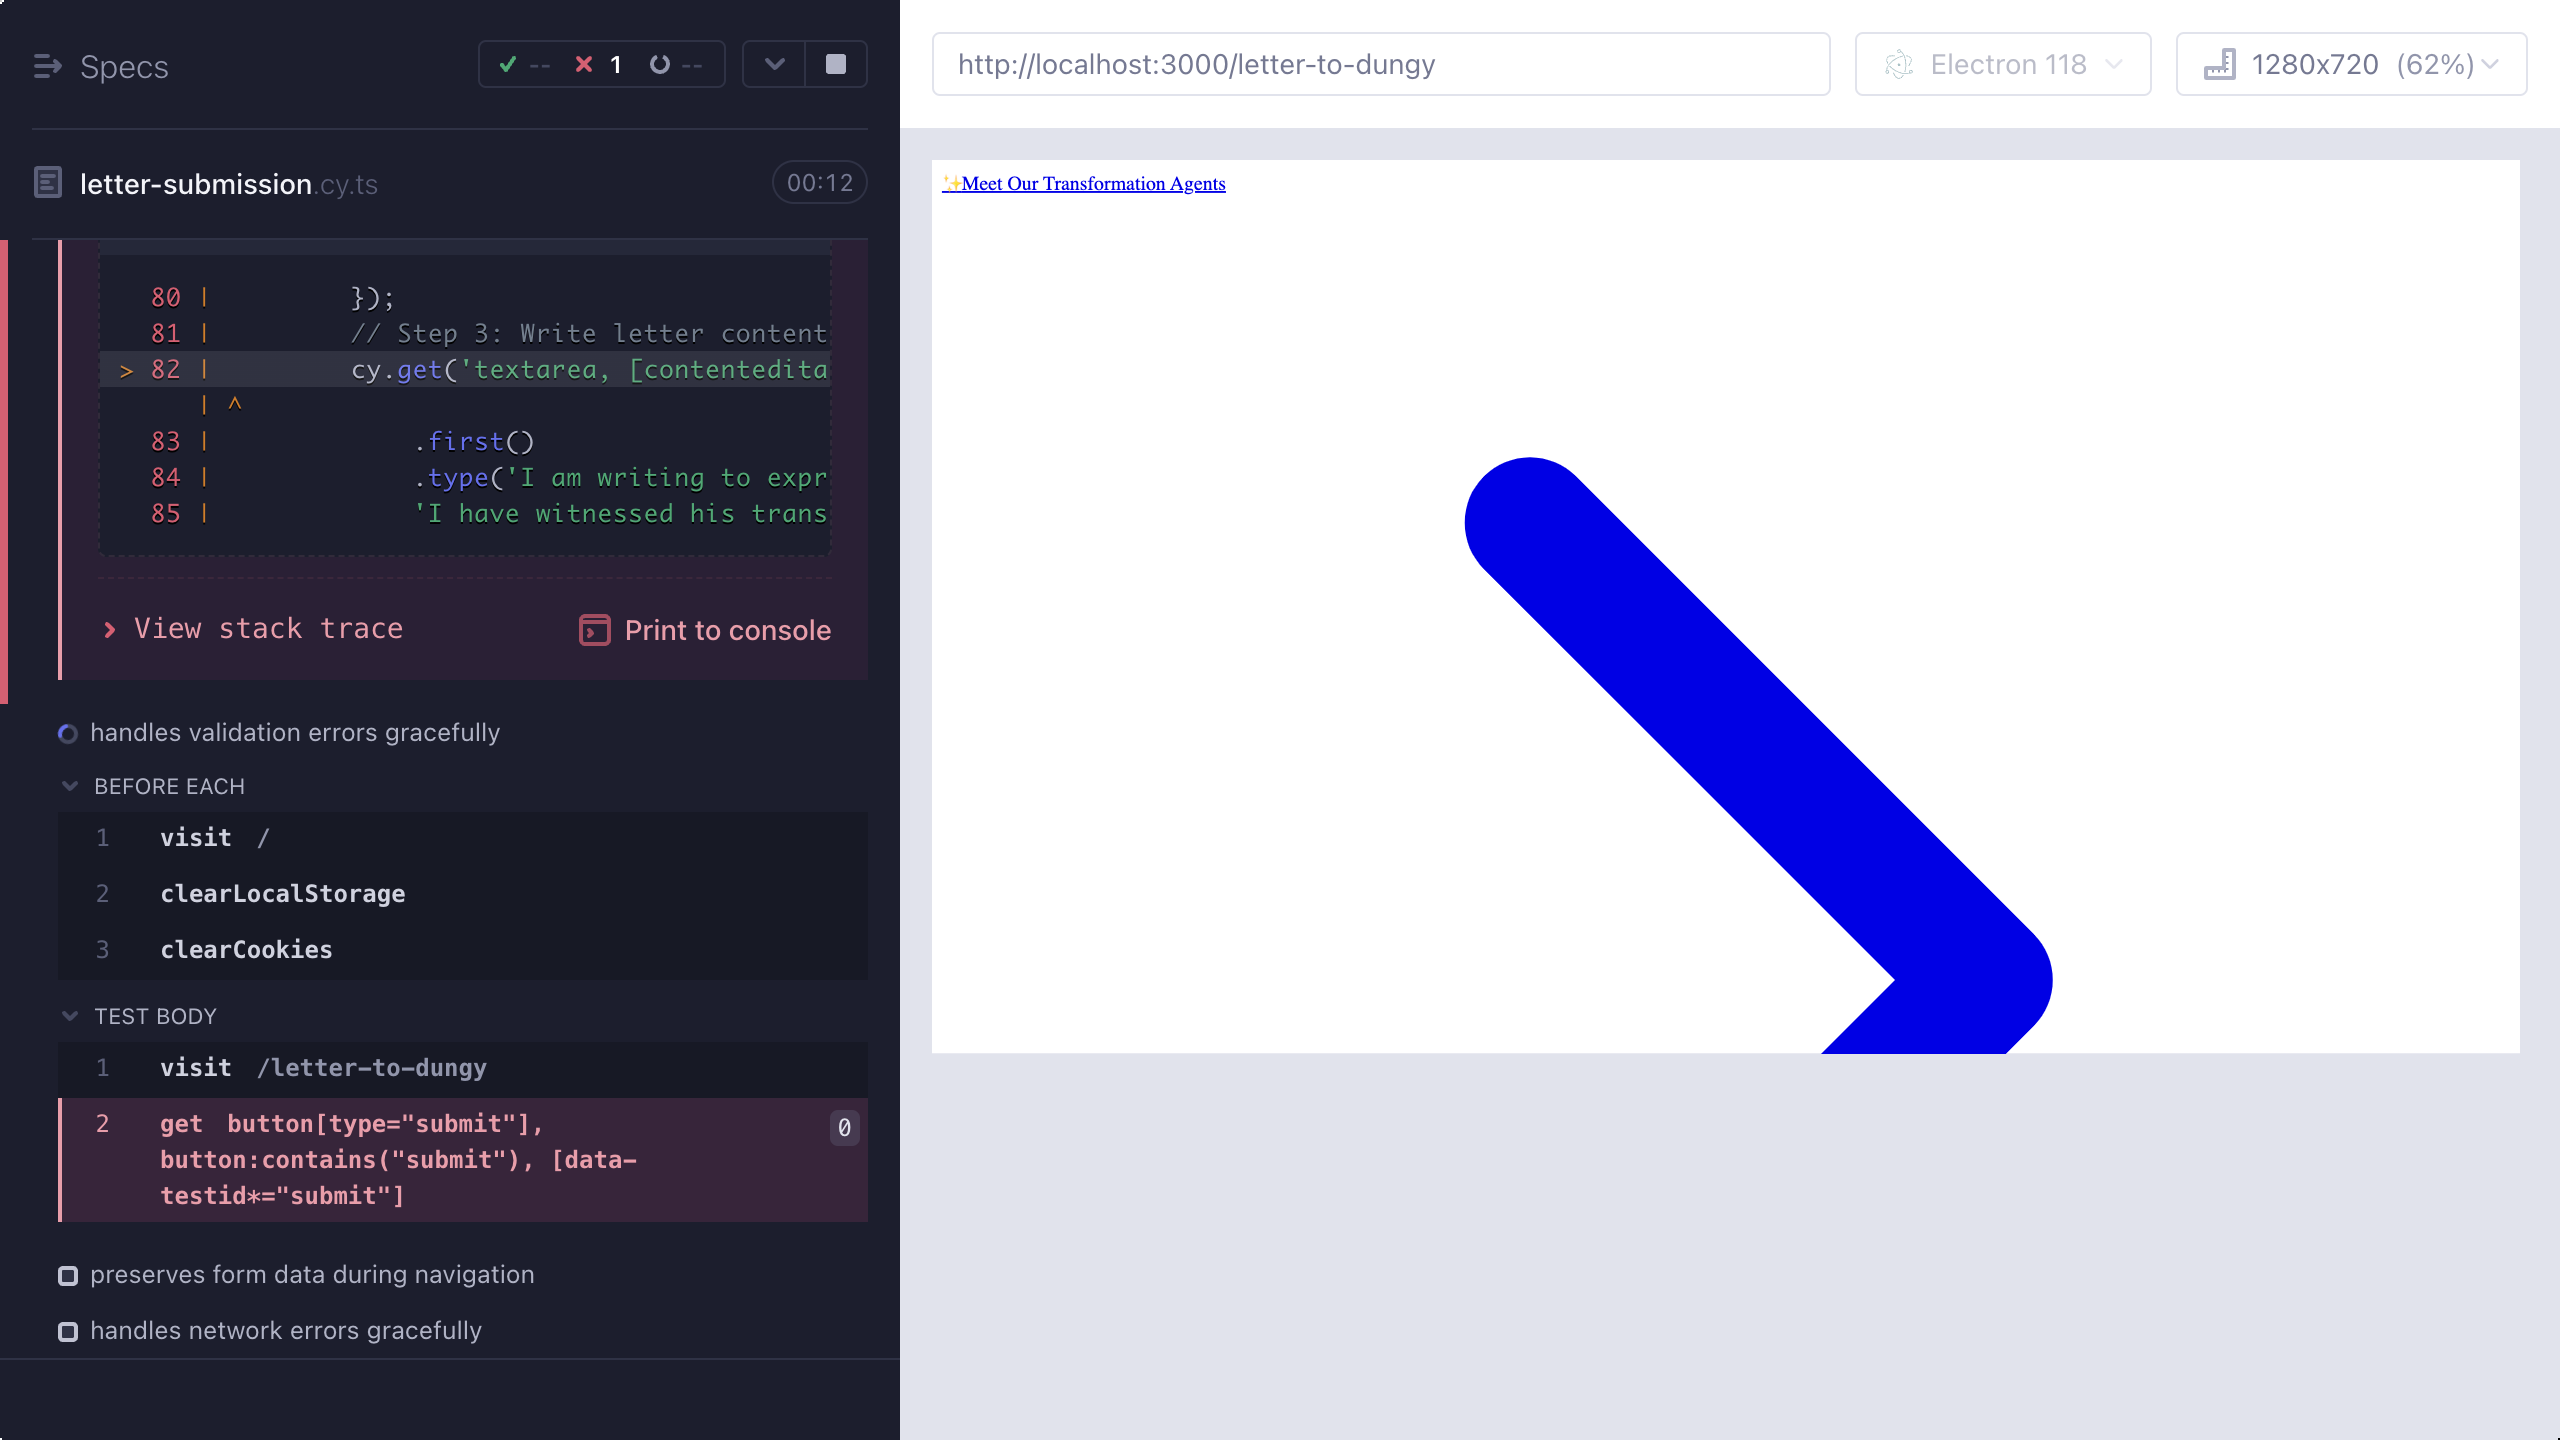 Specs
-- 1 --
letter-submission.cy.ts
00:12
80 | });
81 | // Step 3: Write letter content
> 82 | cy.get('textarea, [contentedita
| ^
83 | .first()
84 | .type('I am writing to expr
85 | 'I have witnessed his trans
View stack trace
Print to console
handles validation errors gracefully
BEFORE EACH
1 visit /
2 clearLocalStorage
3 clearCookies
TEST BODY
1 visit /letter-to-dungy
2 get button[type="submit"], 0
button:contains("submit"), [data-
testid*="submit"]
preserves form data during navigation
handles network errors gracefully
http://localhost:3000/letter-to-dungy
Electron 118
1280x720 (62%)
✨Meet Our Transformation Agents